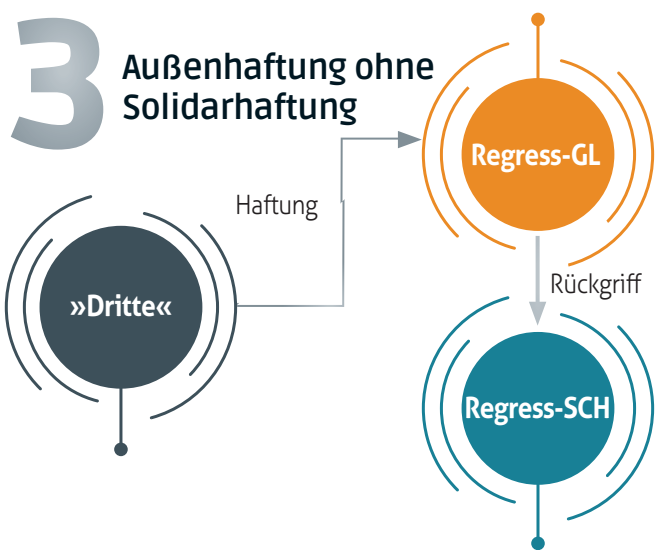 3
Außenhaftung ohne
Solidarhaftung
Regress-GL
Haftung
»Dritte«
Rückgriff
Regress-SCH